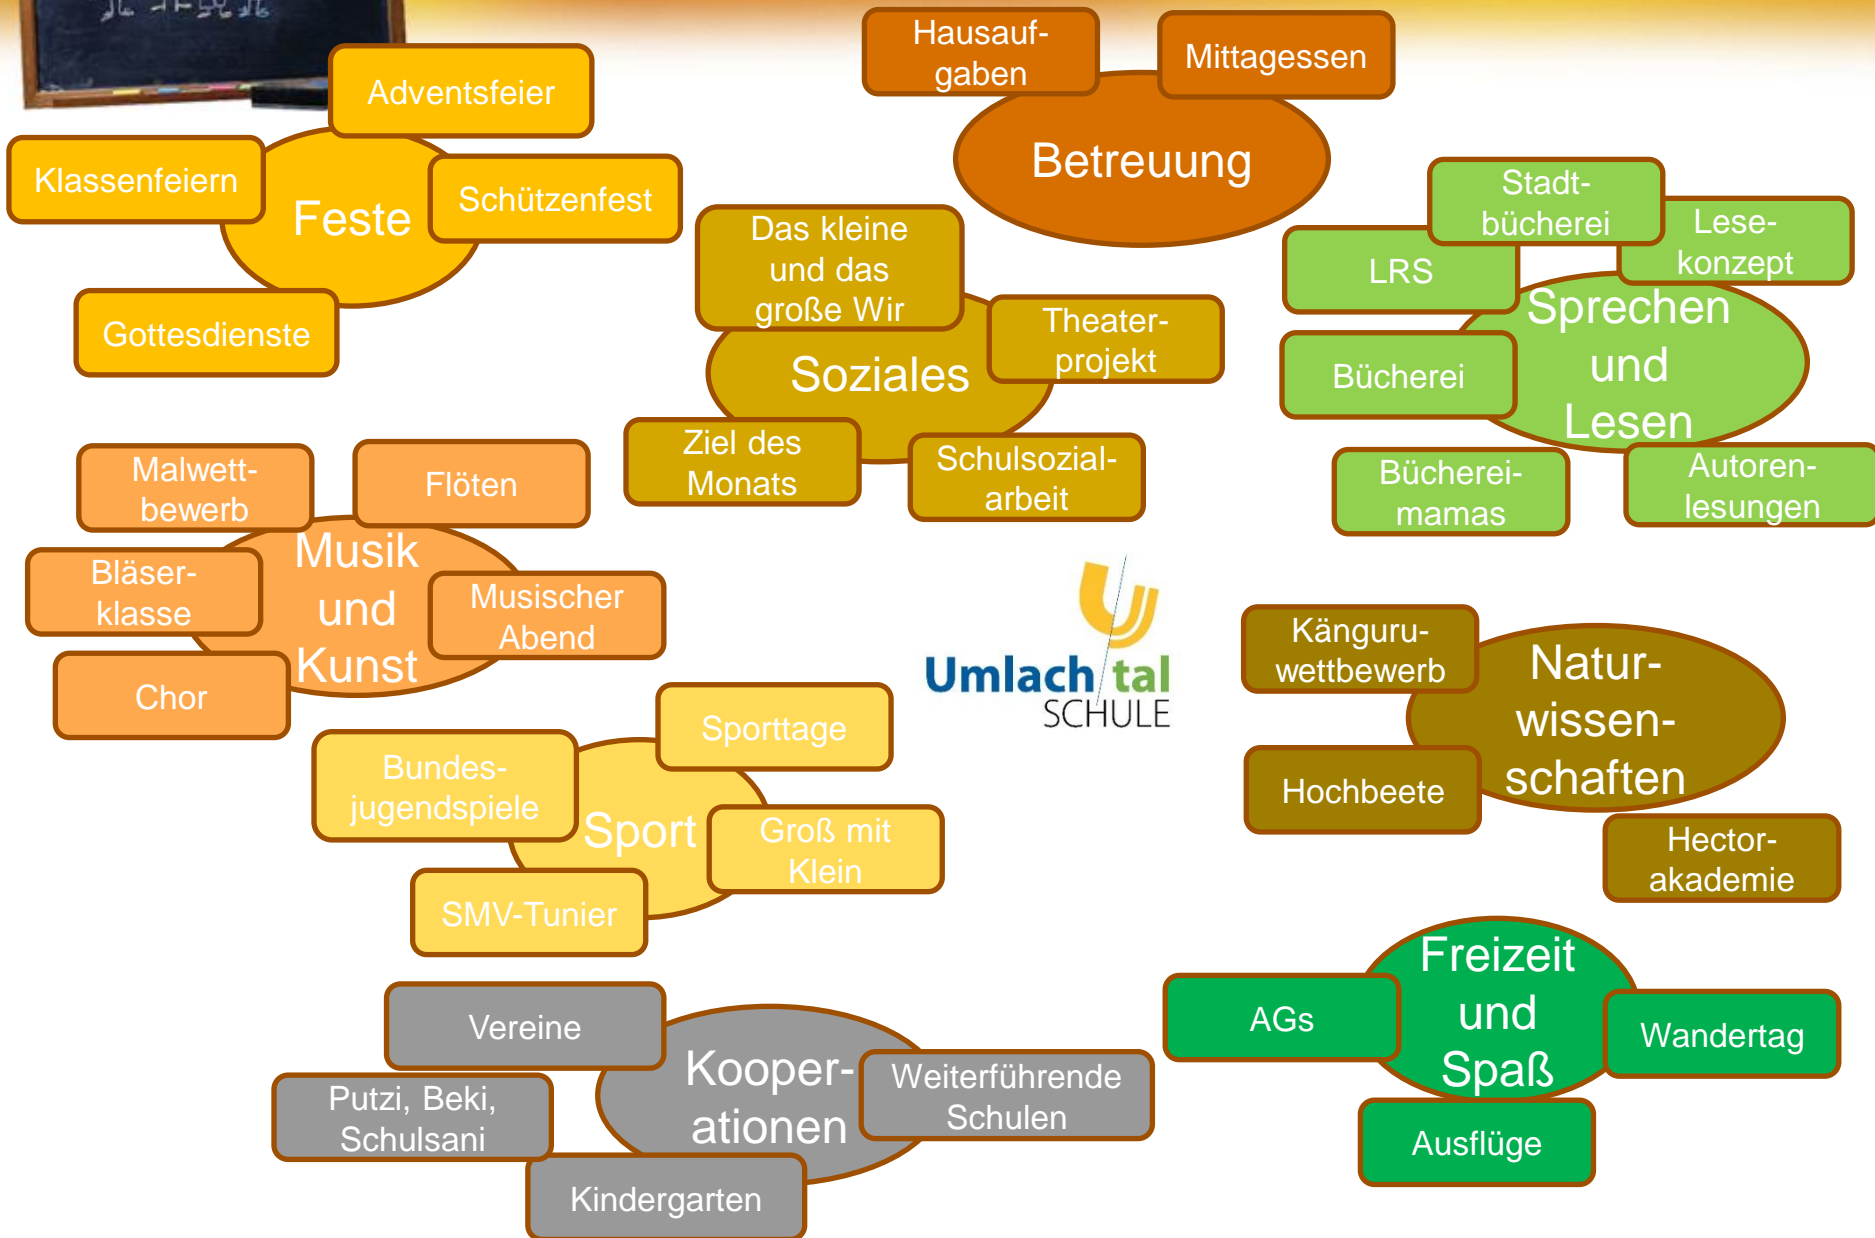 Adventsfeier
Klassenfeiern
Schützenfest
Feste
Gottesdienste
Hausauf-
gaben
Mittagessen
Betreuung
Das kleine
und das
große Wir
Theater-
projekt
Soziales
Ziel des
Monats
Schulsozial-
arbeit
Stadt-
bücherei
Lese-
konzept
LRS
Sprechen
und
Lesen
Bücherei
Bücherei-
mamas
Autoren-
lesungen
Malwett-
bewerb
Flöten
Bläser-
klasse
Musik
und
Kunst
Musischer
Abend
Chor
Umlach/tal
SCHULE
Känguru-
wettbewerb
Natur-
wissen-
schaften
Hochbeete
Hector-
akademie
Sporttage
Bundes-
jugendspiele
Sport
Groß mit
Klein
SMV-Tunier
Vereine
Kooper-
ationen
Weiterführende
Schulen
Putzi, Beki,
Schulsani
Kindergarten
Freizeit
und
Spaß
AGs
Wandertag
Ausflüge